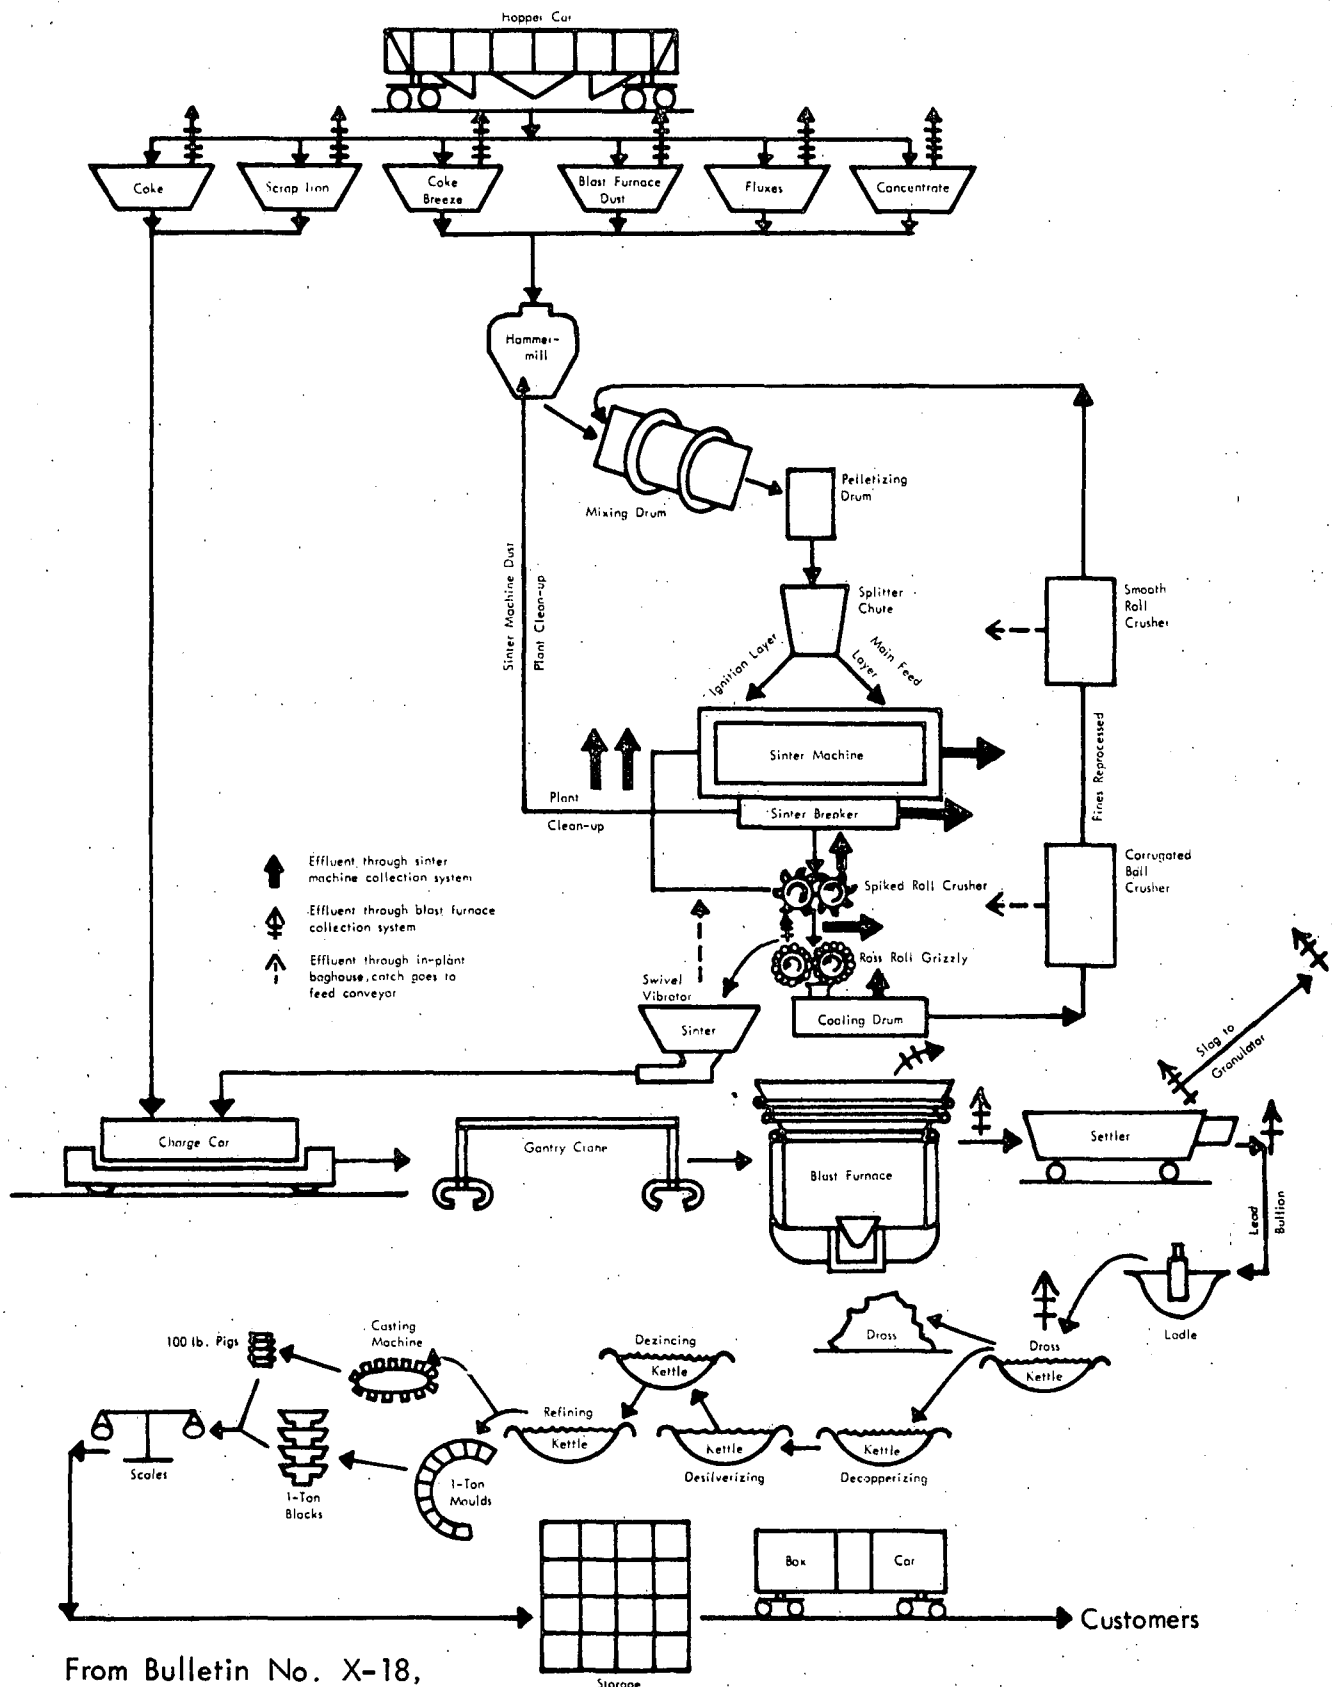 Hopper Car
Coke
Scrap Iron
Coke
Breeze
Blast Furnace
Dust
Fluxes
Concentrate
Hammer-
mill
Mixing Drum
Pelletizing
Drum
Sinter Machine Dust
Plant Clean-up
Splitter
Chute
Smooth
Roll
Crusher
Ignition Layer
Main Feed
Layer
Fines Reprocessed
Sinter Machine
Plant
Clean-up
Sinter Breaker
Effluent through sinter
machine collection system
Effluent through blast furnace
collection system
Effluent through in-plant
baghouse, catch goes to
feed conveyor
Spiked Roll Crusher
Corrugated
Ball
Crusher
Ross Roll Grizzly
Swivel
Vibrator
Sinter
Cooling Drum
Slag to
Granulator
Charge Car
Gantry Crane
Blast Furnace
Settler
Lead
Bullion
Ladle
Dross
Dross
Kettle
100 lb. Pigs
Casting
Machine
Dezincing
Kettle
Refining
Kettle
Kettle
Desilverizing
Kettle
Decopperizing
Scales
1-Ton
Blocks
1-Ton
Moulds
Box Car
Customers
Storage
From Bulletin No. X-18,